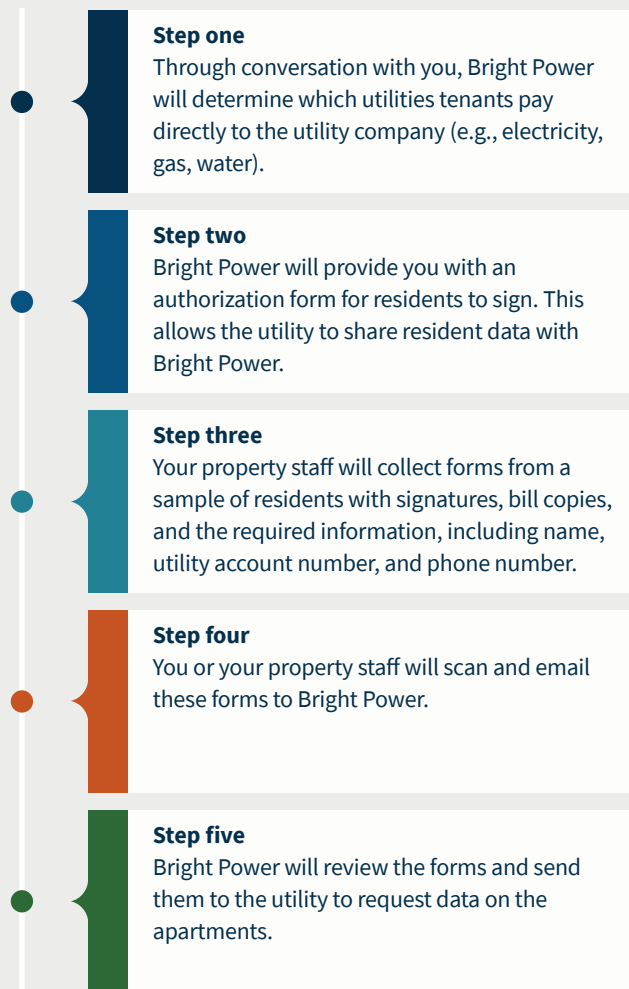 Step one
Through conversation with you, Bright Power
will determine which utilities tenants pay
directly to the utility company (e.g., electricity,
gas, water).
Step two
Bright Power will provide you with an
authorization form for residents to sign. This
allows the utility to share resident data with
Bright Power.
Step three
Your property staff will collect forms from a
sample of residents with signatures, bill copies,
and the required information, including name,
utility account number, and phone number.
Step four
You or your property staff will scan and email
these forms to Bright Power.
Step five
Bright Power will review the forms and send
them to the utility to request data on the
apartments.